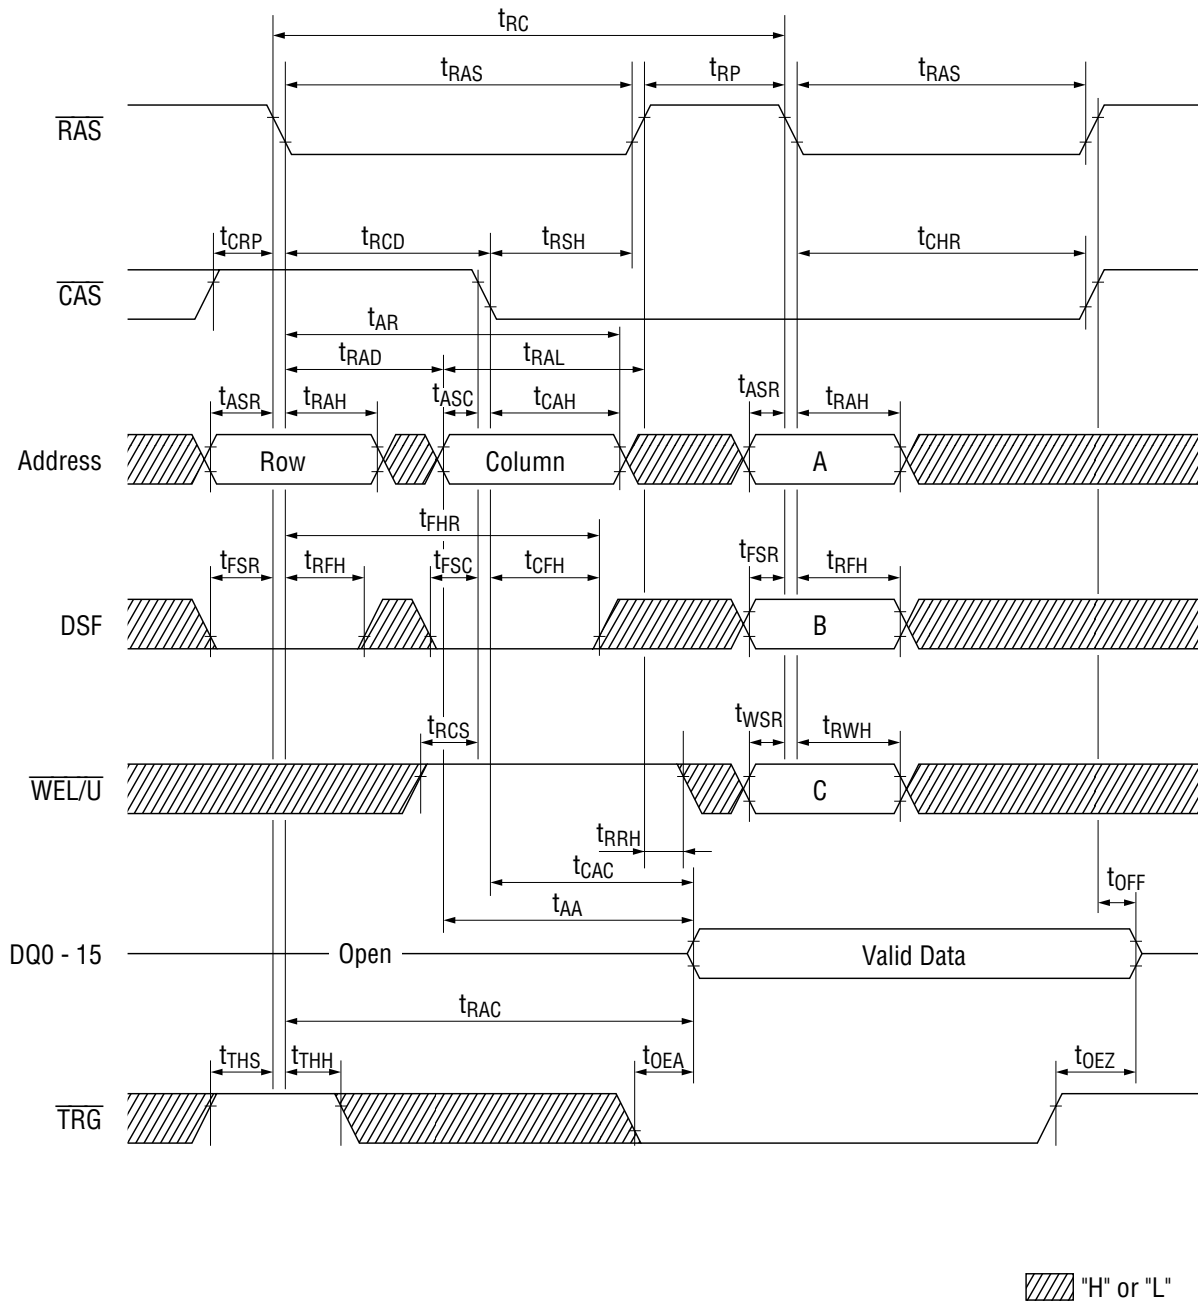 tRC
tRAS tRP tRAS
RAS
tCRP tRCD tRSH tCHR
CAS
tAR
tRAD tRAL
tASR tRAH tASC tCAH tASR tRAH
Address Row Column A
tFHR
tFSR tRFH tFSC tCFH tFSR tRFH
DSF B
tRCS tWSR tRWH
WEL/U C
tRRH
tCAC
tOFF
tAA
DQ0 - 15 Open Valid Data
tRAC
tTHS tTHH tOEA tOEZ
TRG
"H" or "L"